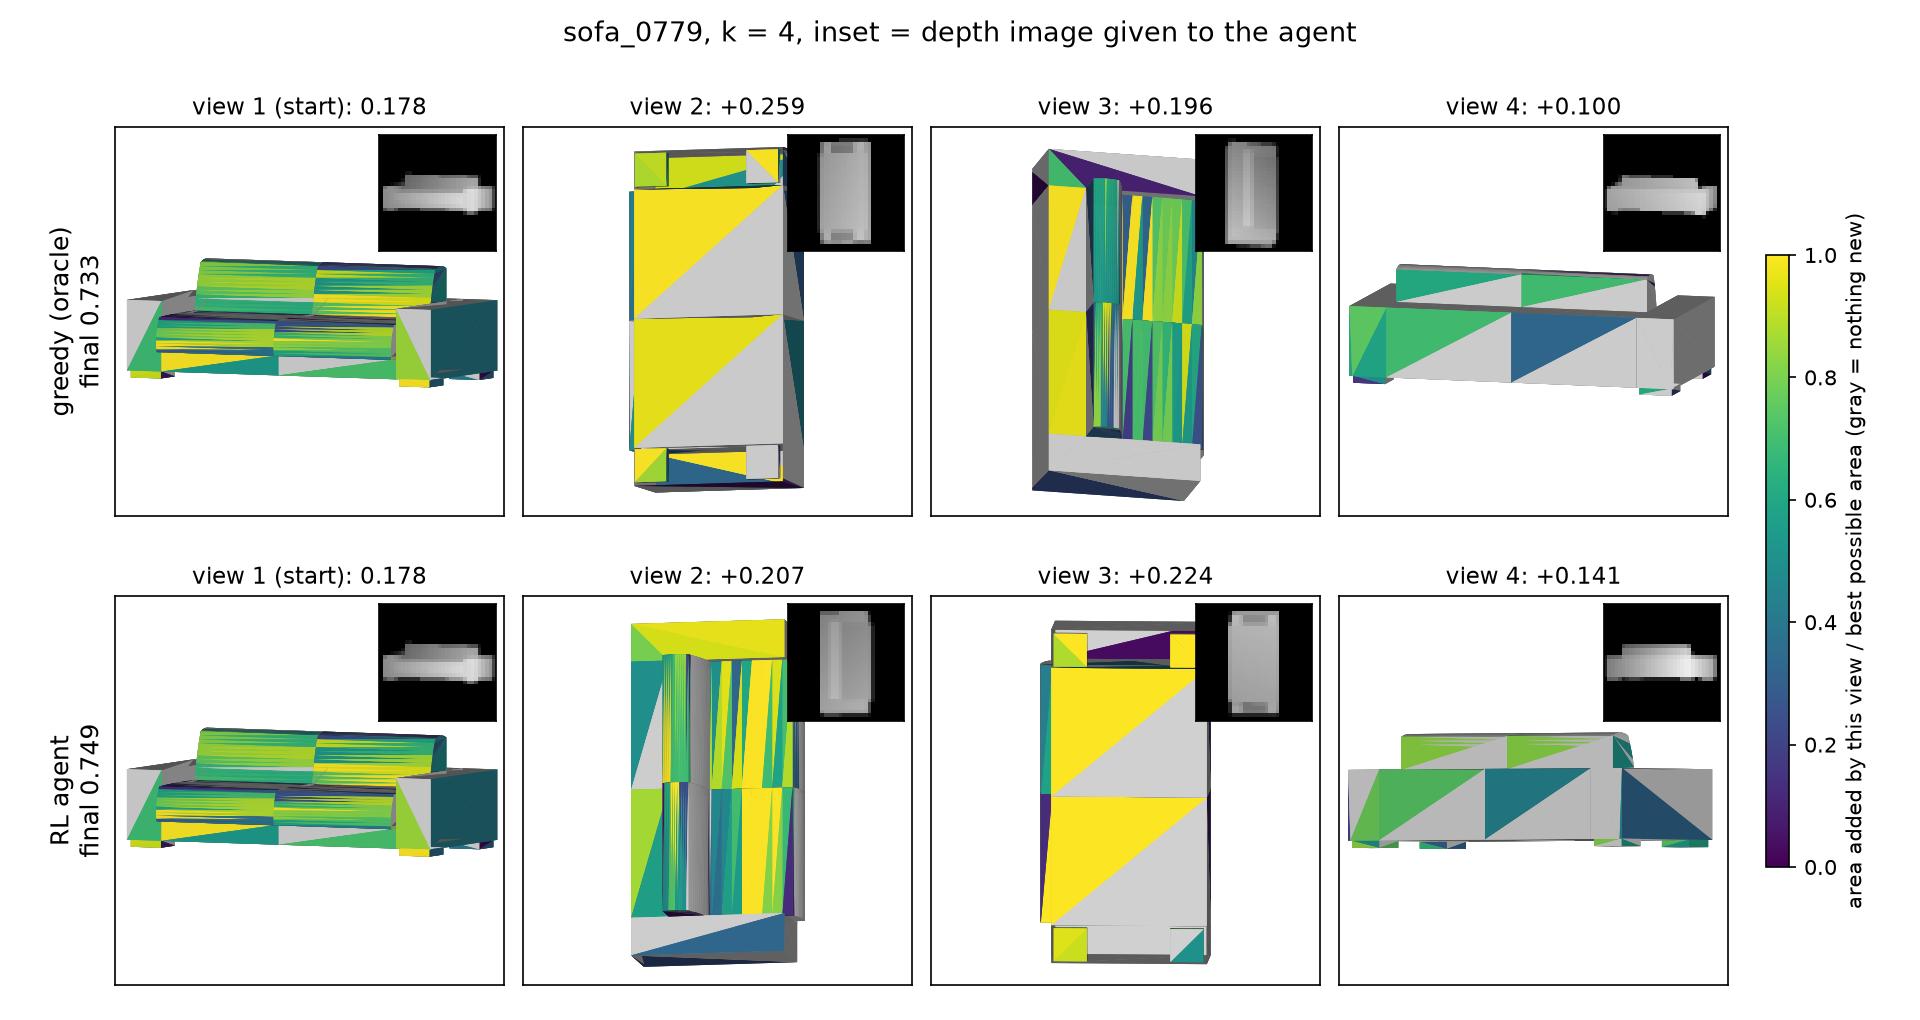 sofa_0779, k = 4, inset = depth image given to the agent
view 1 (start): 0.178
view 2: +0.259
view 3: +0.196
view 4: +0.100
greedy (oracle)
final 0.733
view 1 (start): 0.178
view 2: +0.207
view 3: +0.224
view 4: +0.141
RL agent
final 0.749
1.0
0.8
0.6
0.4
0.2
0.0
area added by this view / best possible area (gray = nothing new)